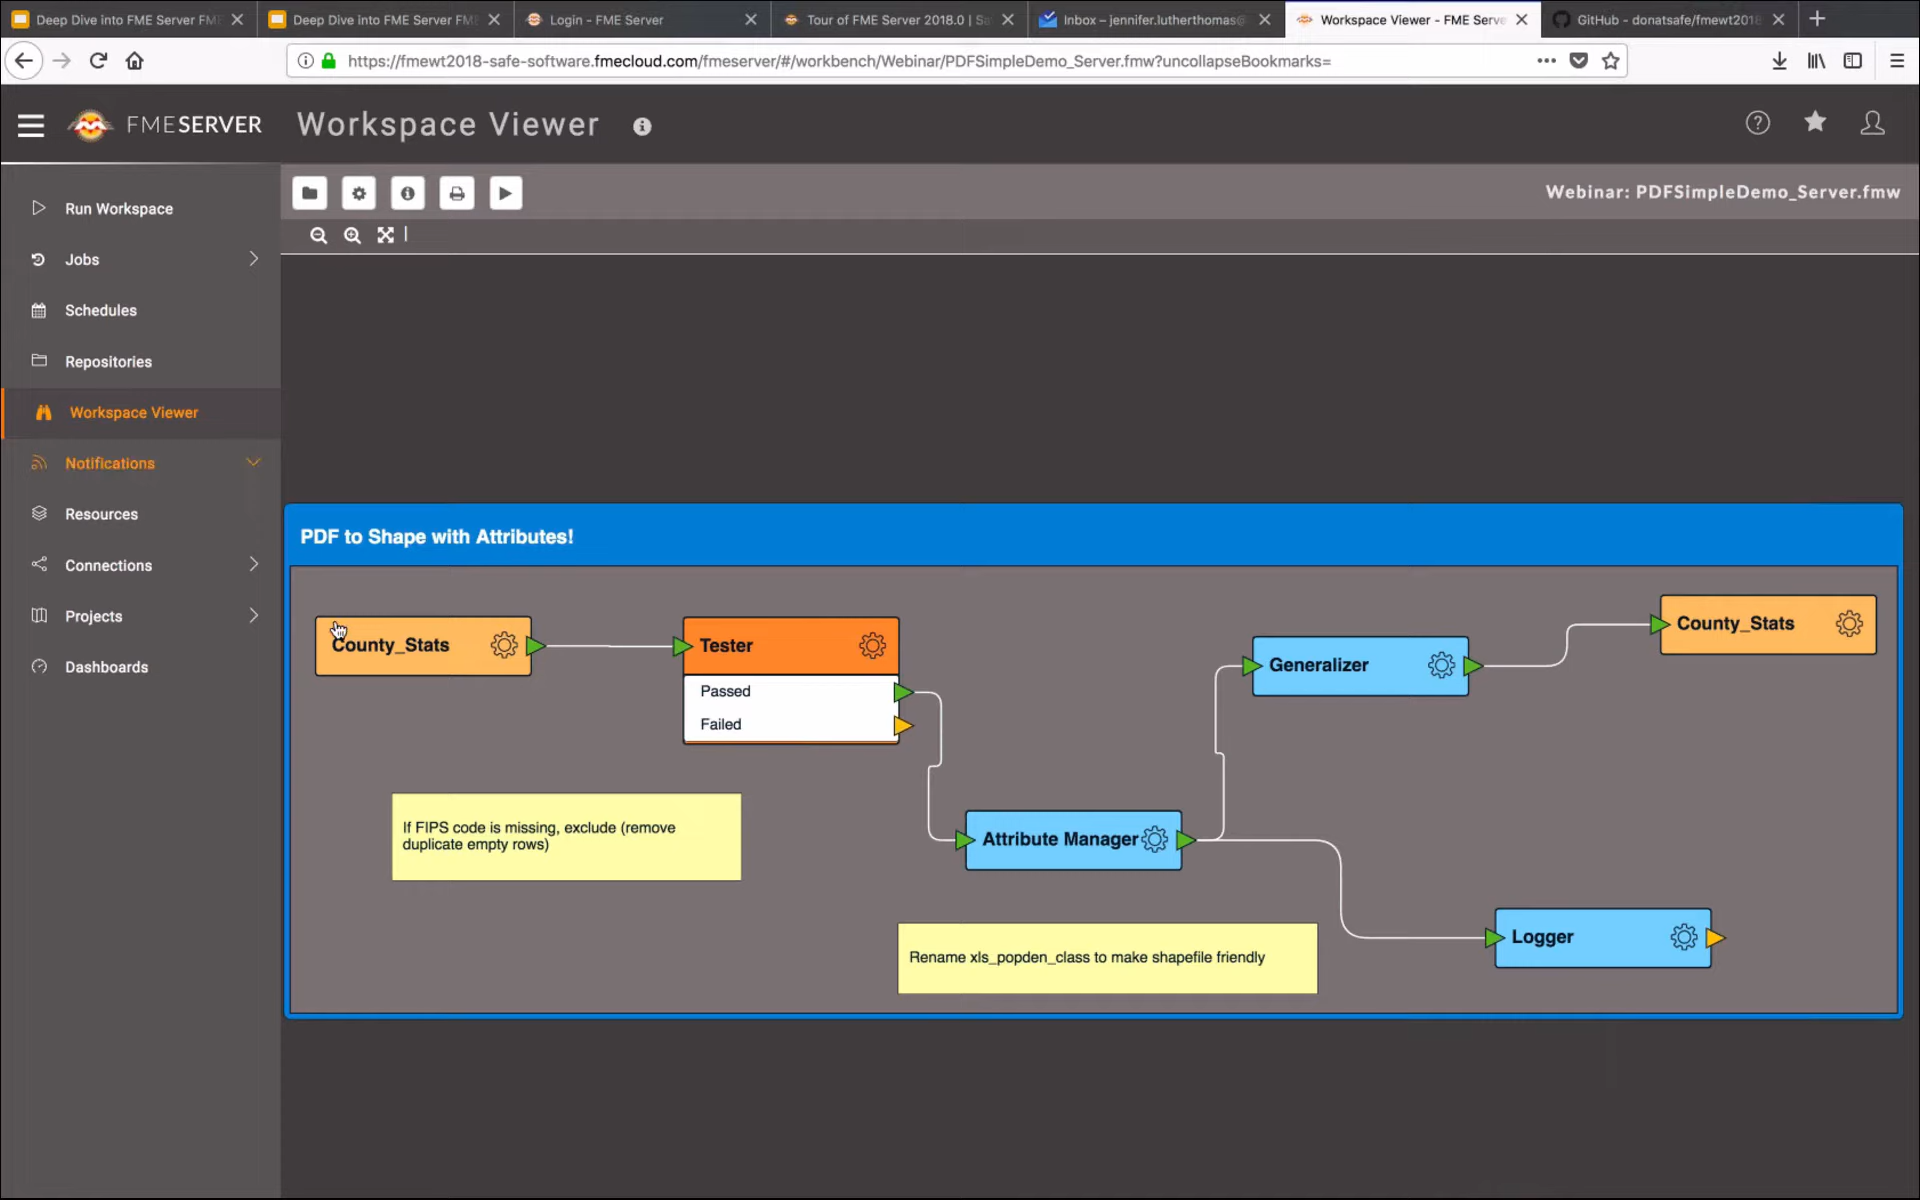 Deep Dive into FME Server FM
Deep Dive into FME Server FM
Login - FME Server
Tour of FME Server 2018.0 | Sa
Inbox – jennifer.lutherthomas@
Workspace Viewer - FME Serve
GitHub - donatsafe/fmewt2018
https://fmewt2018-safe-software.fmecloud.com/fmeserver/#/workbench/Webinar/PDFSimpleDemo_Server.fmw?uncollapseBookmarks=
FMESERVER
Workspace Viewer
Webinar: PDFSimpleDemo_Server.fmw
Run Workspace
Jobs
Schedules
Repositories
Workspace Viewer
Notifications
Resources
Connections
Projects
Dashboards
PDF to Shape with Attributes!
County_Stats
Tester
Passed
Failed
Generalizer
County_Stats
If FIPS code is missing, exclude (remove
duplicate empty rows)
Attribute Manager
Rename xls_popden_class to make shapefile friendly
Logger